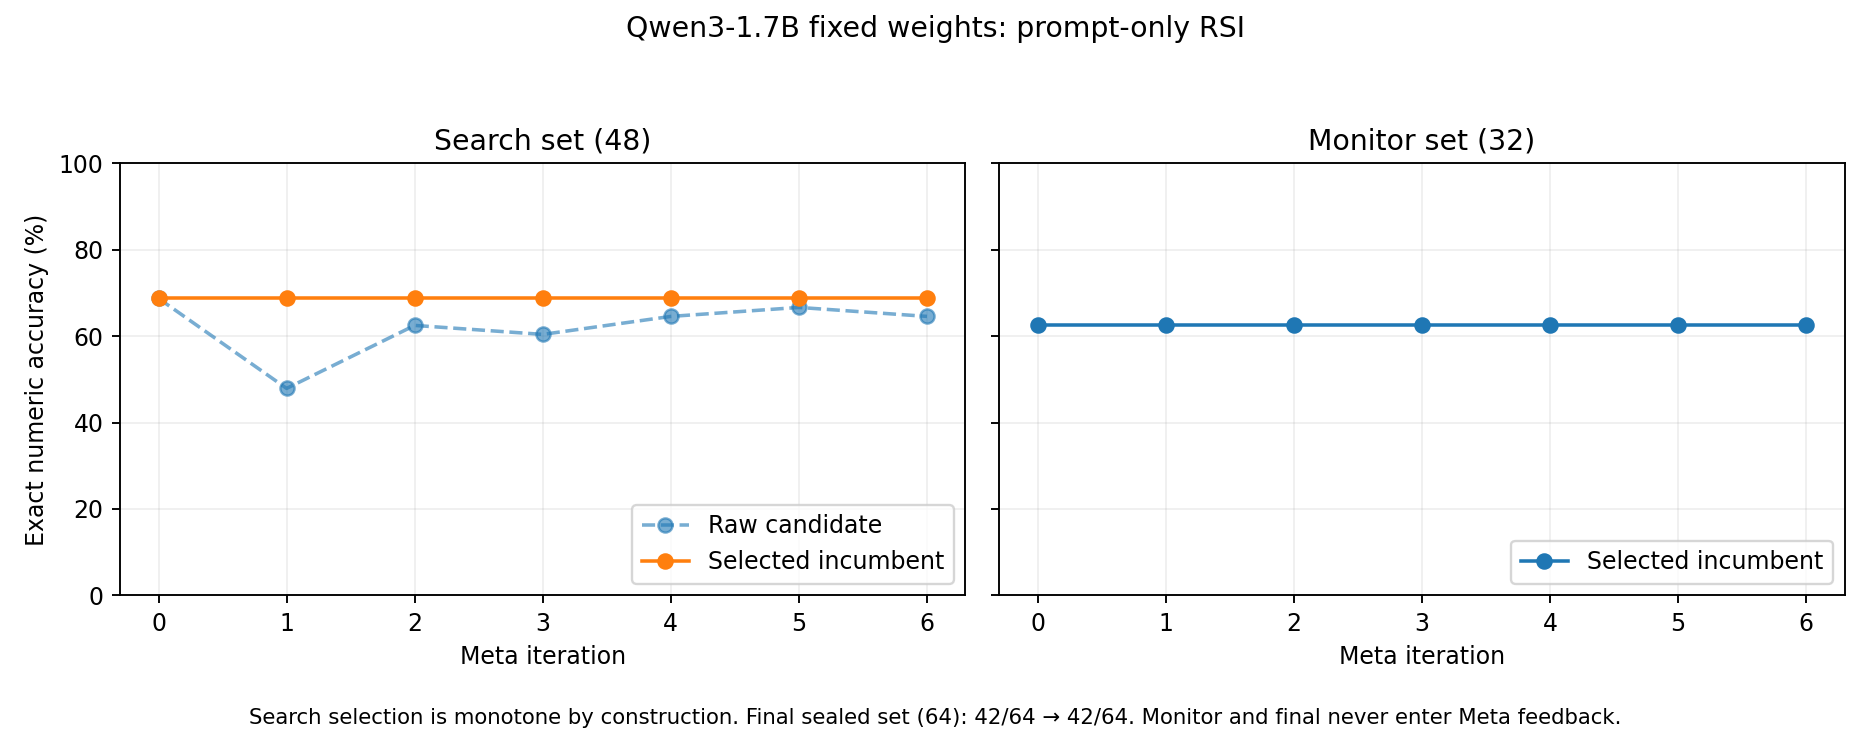 Qwen3-1.7B fixed weights: prompt-only RSI
Search set (48)
Exact numeric accuracy (%)
100
80
60
40
20
0
0 1 2 3 4 5 6
Meta iteration
Raw candidate
Selected incumbent
Monitor set (32)
0 1 2 3 4 5 6
Meta iteration
Selected incumbent
Search selection is monotone by construction. Final sealed set (64): 42/64 → 42/64. Monitor and final never enter Meta feedback.